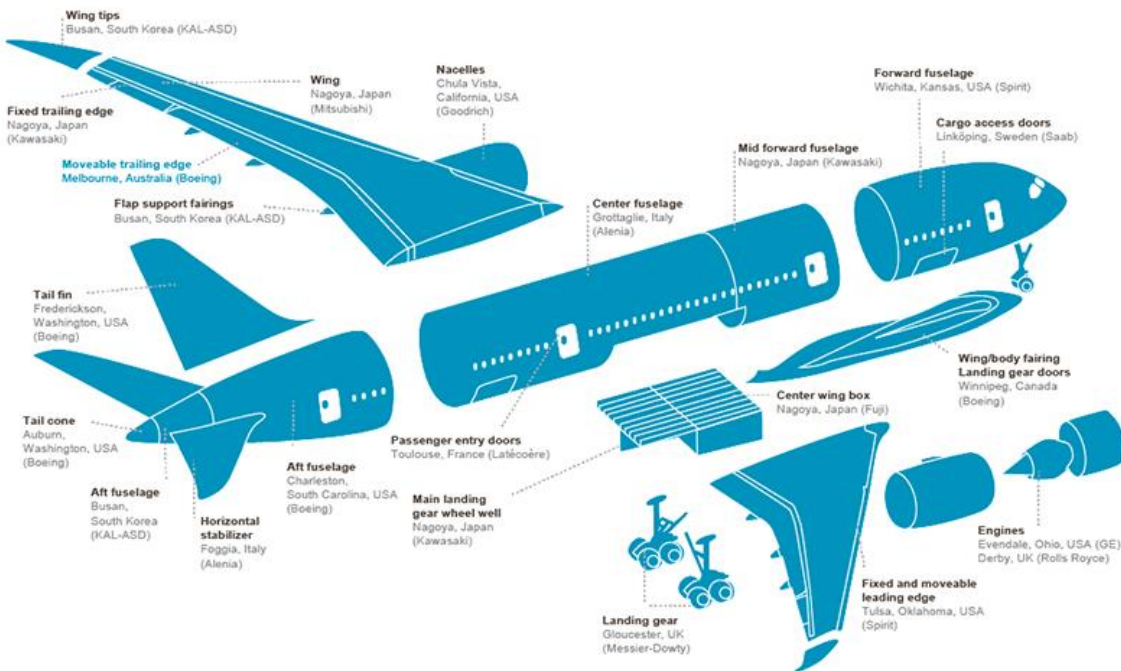 Wing tips
Busan, South Korea (KAL-ASD)
Wing
Nagoya, Japan
(Mitsubishi)
Nacelles
Chula Vista,
California, USA
(Goodrich)
Forward fuselage
Wichita, Kansas, USA (Spirit)
Fixed trailing edge
Nagoya, Japan
(Kawasaki)
Cargo access doors
Linköping, Sweden (Saab)
Moveable trailing edge
Melbourne, Australia (Boeing)
Mid forward fuselage
Nagoya, Japan (Kawasaki)
Flap support fairings
Busan, South Korea (KAL-ASD)
Center fuselage
Grottaglie, Italy
(Alenia)
Tail fin
Frederickson,
Washington, USA
(Boeing)
Wing/body fairing
Landing gear doors
Winnipeg, Canada
(Boeing)
Center wing box
Nagoya, Japan (Fuji)
Tail cone
Auburn,
Washington, USA
(Boeing)
Passenger entry doors
Toulouse, France (Latécoère)
Aft fuselage
Charleston,
South Carolina, USA
(Boeing)
Aft fuselage
Busan,
South Korea
(KAL-ASD)
Horizontal
stabilizer
Foggia, Italy
(Alenia)
Main landing
gear wheel well
Nagoya, Japan
(Kawasaki)
Engines
Evendale, Ohio, USA (GE)
Derby, UK (Rolls Royce)
Fixed and moveable
leading edge
Tulsa, Oklahoma, USA
(Spirit)
Landing gear
Gloucester, UK
(Messier-Dowty)